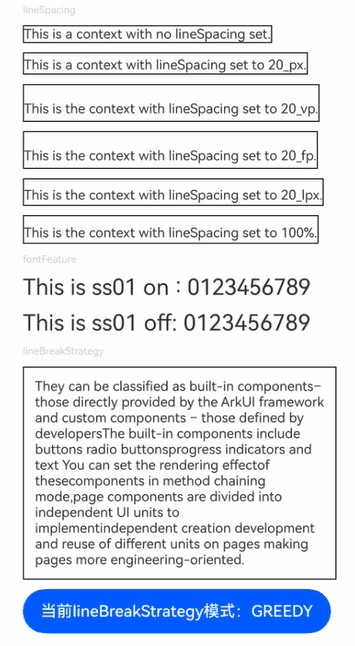 lineSpacing
This is a context with no lineSpacing set.
This is a context with lineSpacing set to 20_px.
This is the context with lineSpacing set to 20_vp.
This is the context with lineSpacing set to 20_fp.
This is the context with lineSpacing set to 20_lpx.
This is the context with lineSpacing set to 100%.
fontFeature
This is ss01 on : 0123456789
This is ss01 off: 0123456789
lineBreakStrategy
They can be classified as built-in components–
those directly provided by the ArkUI framework
and custom components – those defined by
developersThe built-in components include
buttons radio buttonsprogress indicators and
text You can set the rendering effectof
thesecomponents in method chaining
mode,page components are divided into
independent UI units to
implementindependent creation development
and reuse of different units on pages making
pages more engineering-oriented.
当前lineBreakStrategy模式：GREEDY